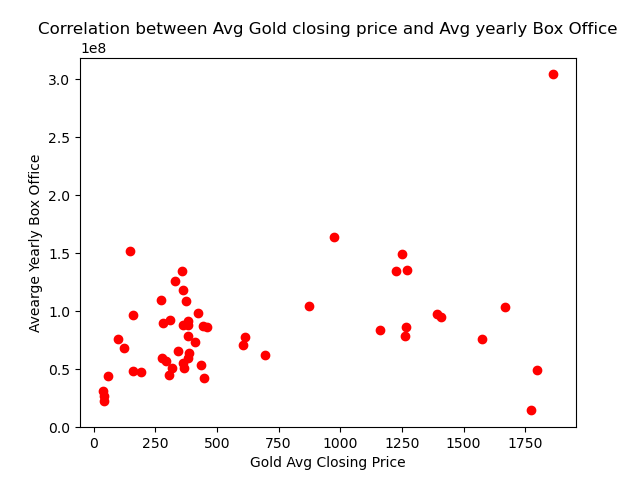 Correlation between Avg Gold closing price and Avg yearly Box Office
1e8
3.0
2.5
2.0
1.5
1.0
0.5
0.0
Avearge Yearly Box Office
0 250 500 750 1000 1250 1500 1750
Gold Avg Closing Price